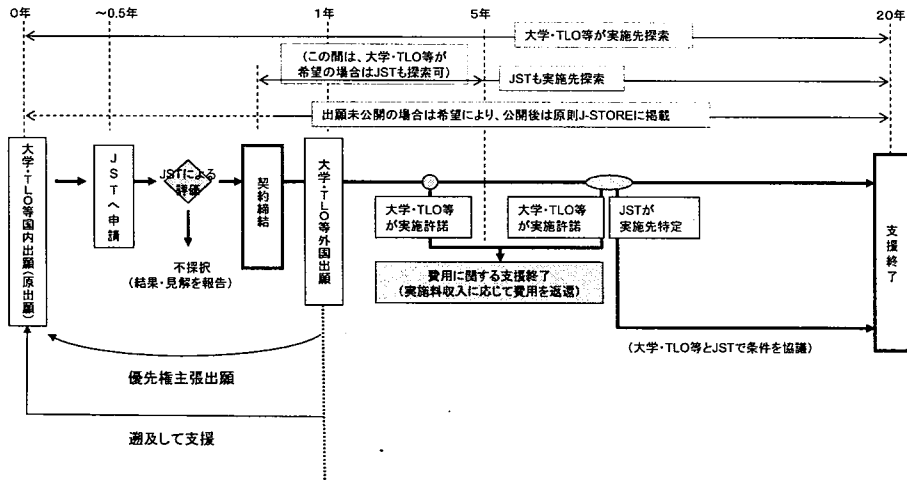 0年
～0.5年
1年
5年
20年
大学・TLO等が実施先探索
(この間は、大学・TLO等が
希望の場合はJSTも探索可)
JSTも実施先探索
出願未公開の場合は希望により、公開後は原則J-STOREに掲載
大学・TLO等国内出願(原出願)
JSTへ申請
JSTによる
評価
契約締結
大学・TLO等外国出願
不採択
(結果・見解を報告)
大学・TLO等
が実施許諾
大学・TLO等
が実施許諾
JSTが
実施先特定
費用に関する支援終了
(実施料収入に応じて費用を返還)
支援終了
(大学・TLO等とJSTで条件を協議)
優先権主張出願
遡及して支援